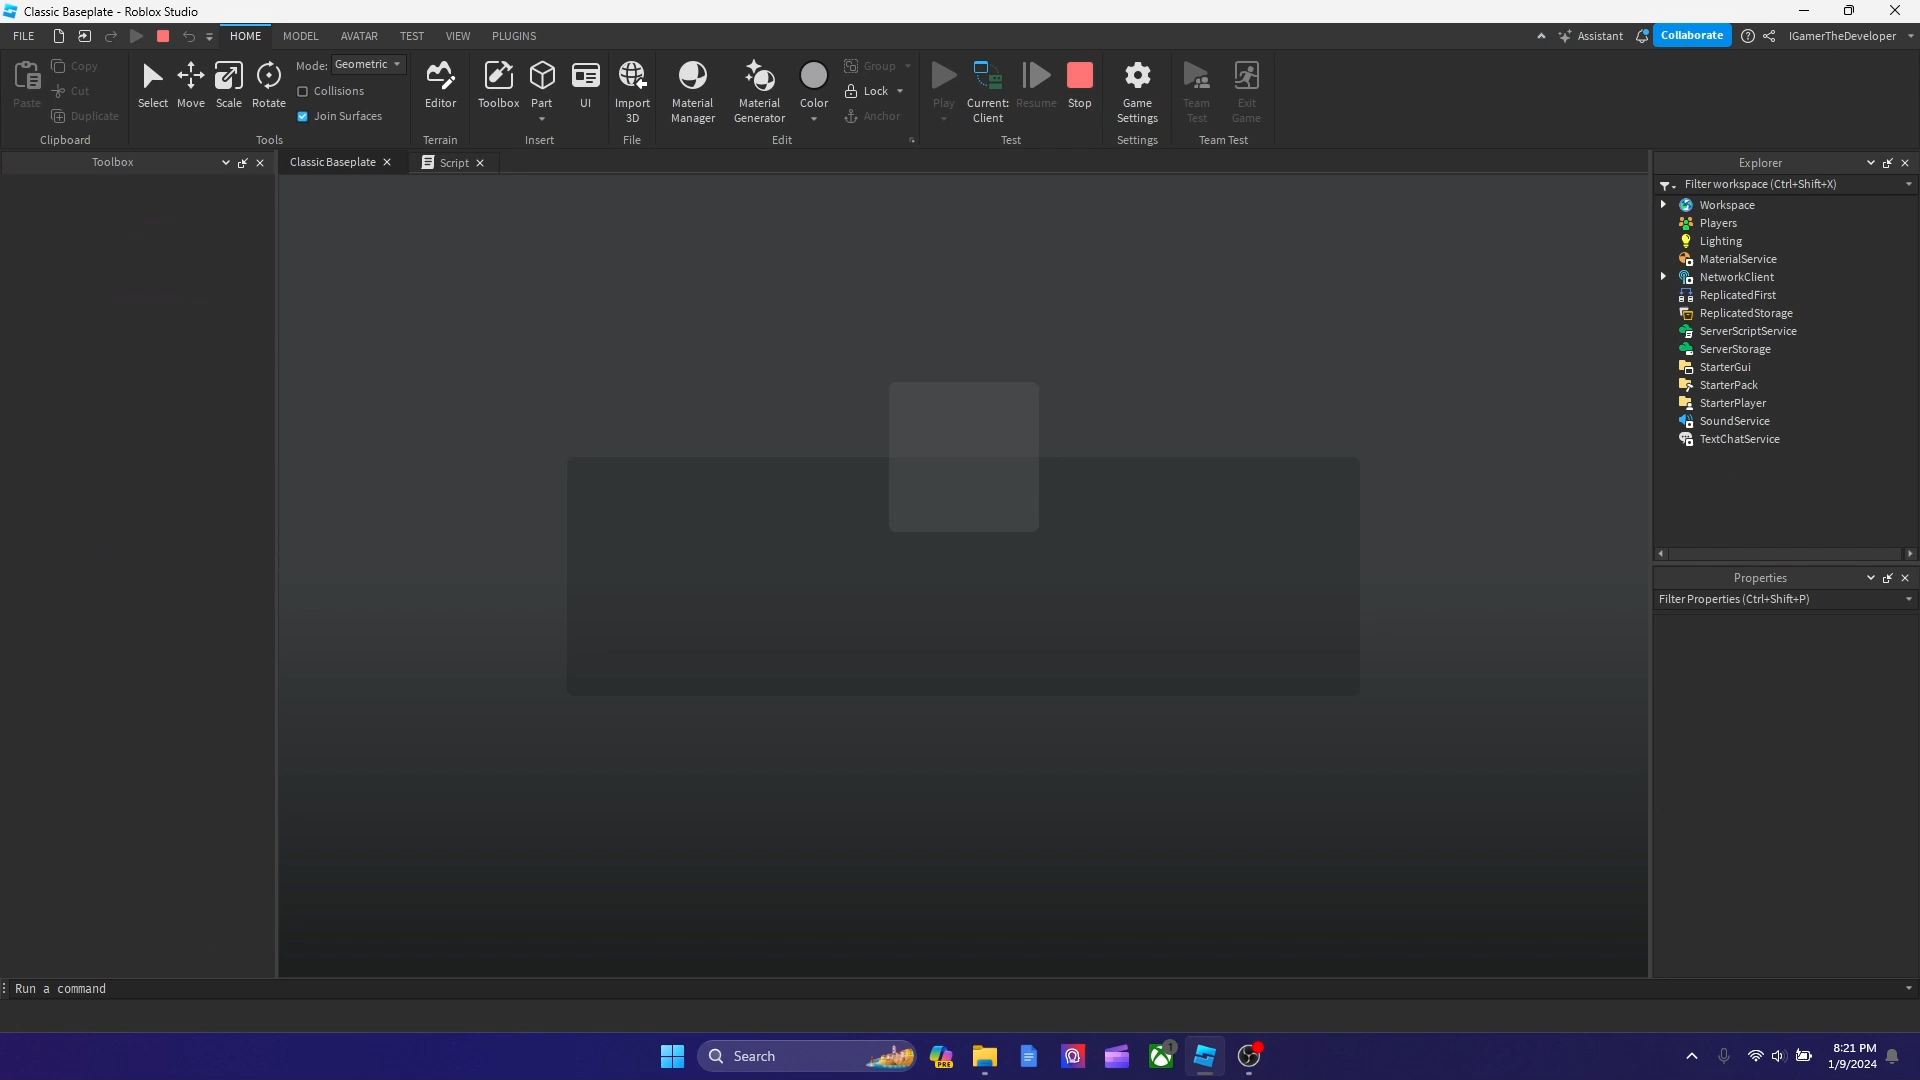 Classic Baseplate - Roblox Studio
FILE
HOME
MODEL
AVATAR
TEST
VIEW
PLUGINS
Assistant
Collaborate
IGamerTheDeveloper
Paste
Copy
Cut
Duplicate
Clipboard
Select
Move
Scale
Rotate
Mode: Geometric
Collisions
Join Surfaces
Tools
Editor
Terrain
Toolbox
Part
UI
Insert
Import
3D
File
Material
Manager
Material
Generator
Color
Group
Lock
Anchor
Edit
Play
Current:
Client
Resume
Stop
Test
Game
Settings
Settings
Team
Test
Exit
Game
Team Test
Toolbox
Classic Baseplate
Script
Explorer
Filter workspace (Ctrl+Shift+X)
Workspace
Players
Lighting
MaterialService
NetworkClient
ReplicatedFirst
ReplicatedStorage
ServerScriptService
ServerStorage
StarterGui
StarterPack
StarterPlayer
SoundService
TextChatService
Properties
Filter Properties (Ctrl+Shift+P)
Run a command
Search
PRE
1
8:21 PM
1/9/2024